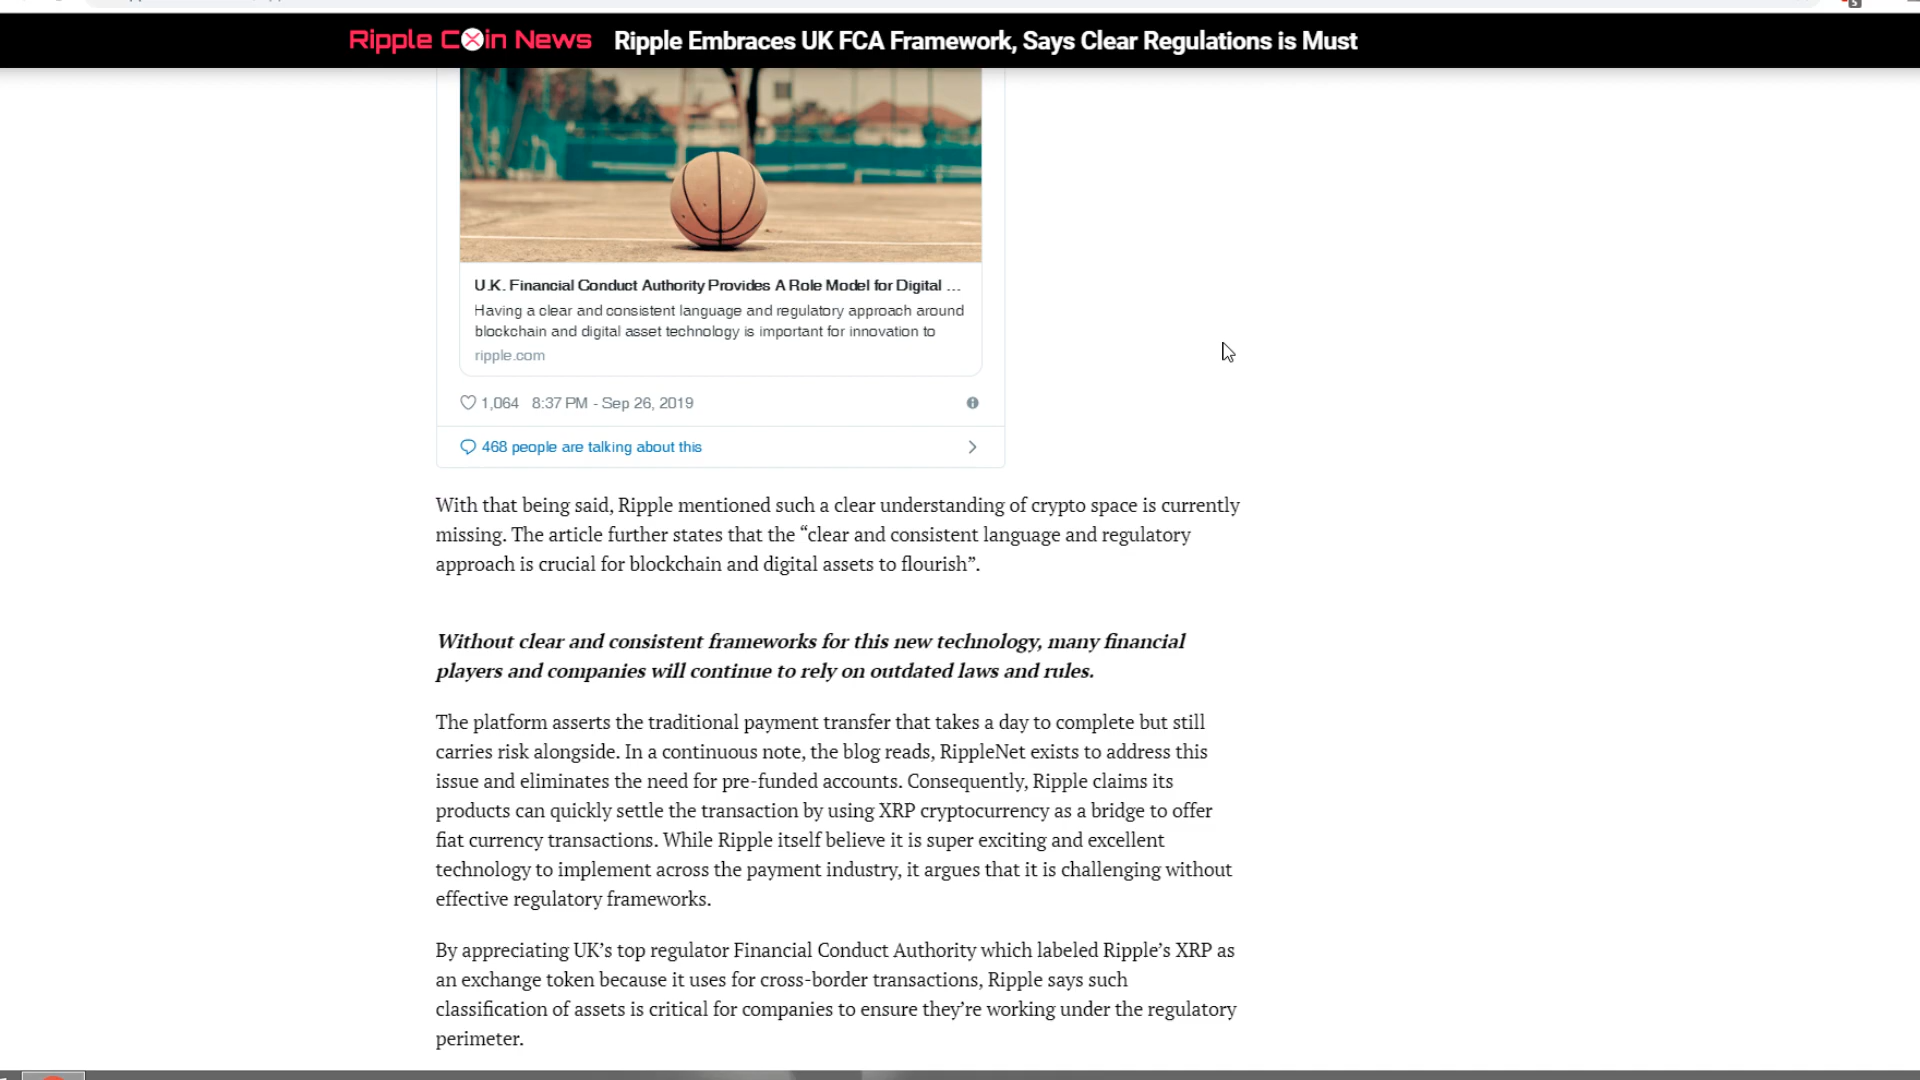 Ripple Coin News Ripple Embraces UK FCA Framework, Says Clear Regulations is Must
U.K. Financial Conduct Authority Provides A Role Model for Digital ...
Having a clear and consistent language and regulatory approach around
blockchain and digital asset technology is important for innovation to
ripple.com
1,064 8:37 PM - Sep 26, 2019
468 people are talking about this
With that being said, Ripple mentioned such a clear understanding of crypto space is currently
missing. The article further states that the “clear and consistent language and regulatory
approach is crucial for blockchain and digital assets to flourish”.
Without clear and consistent frameworks for this new technology, many financial
players and companies will continue to rely on outdated laws and rules.
The platform asserts the traditional payment transfer that takes a day to complete but still
carries risk alongside. In a continuous note, the blog reads, RippleNet exists to address this
issue and eliminates the need for pre-funded accounts. Consequently, Ripple claims its
products can quickly settle the transaction by using XRP cryptocurrency as a bridge to offer
fiat currency transactions. While Ripple itself believe it is super exciting and excellent
technology to implement across the payment industry, it argues that it is challenging without
effective regulatory frameworks.
By appreciating UK’s top regulator Financial Conduct Authority which labeled Ripple’s XRP as
an exchange token because it uses for cross-border transactions, Ripple says such
classification of assets is critical for companies to ensure they’re working under the regulatory
perimeter.